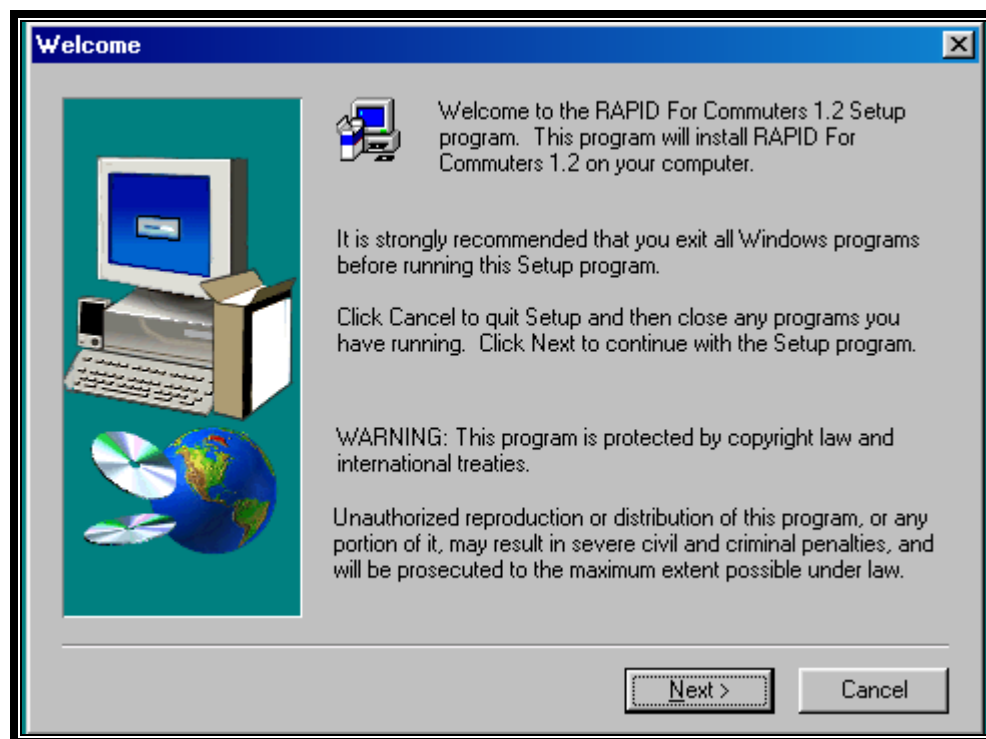 Welcome
Welcome to the RAPID For Commuters 1.2 Setup
program.  This program will install RAPID For
Commuters 1.2 on your computer.
It is strongly recommended that you exit all Windows programs
before running this Setup program.
Click Cancel to quit Setup and then close any programs you
have running.  Click Next to continue with the Setup program.
WARNING: This program is protected by copyright law and
international treaties.
Unauthorized reproduction or distribution of this program, or any
portion of it, may result in severe civil and criminal penalties, and
will be prosecuted to the maximum extent possible under law.
Next >
Cancel